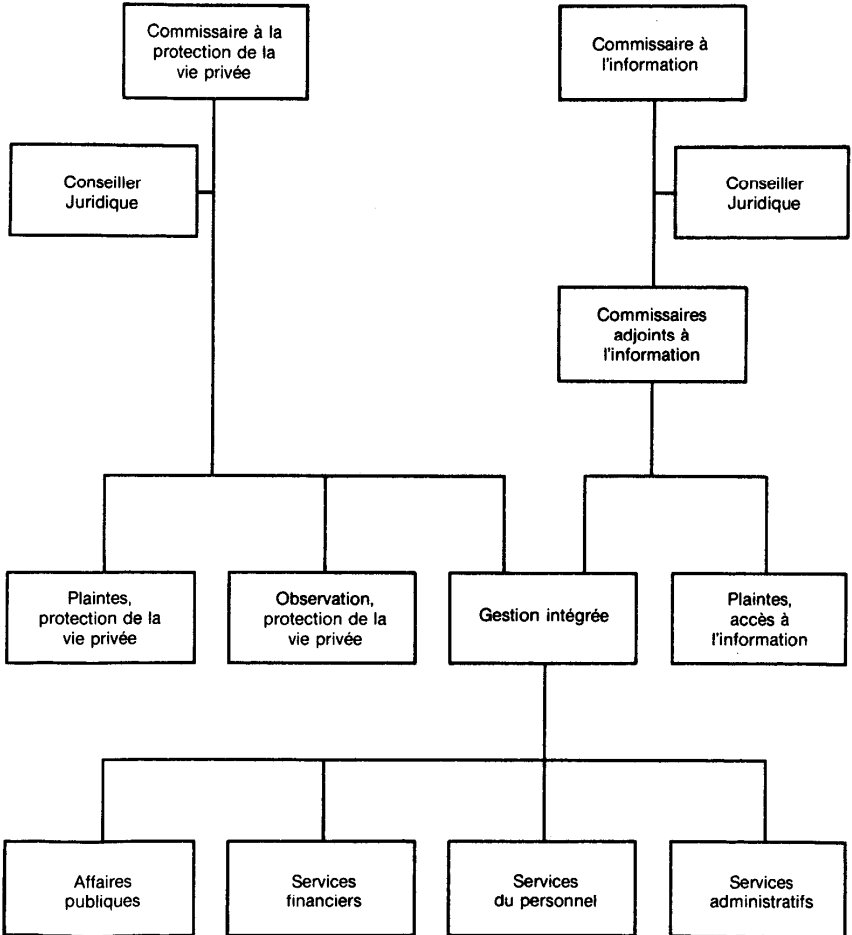 Commissaire à la
protection de la
vie privée
Commissaire à
l'information
Conseiller
Juridique
Conseiller
Juridique
Commissaires
adjoints à
l'information
Plaintes,
protection de la
vie privée
Observation,
protection de la
vie privée
Gestion intégrée
Plaintes,
accès à
l'information
Affaires
publiques
Services
financiers
Services
du personnel
Services
administratifs